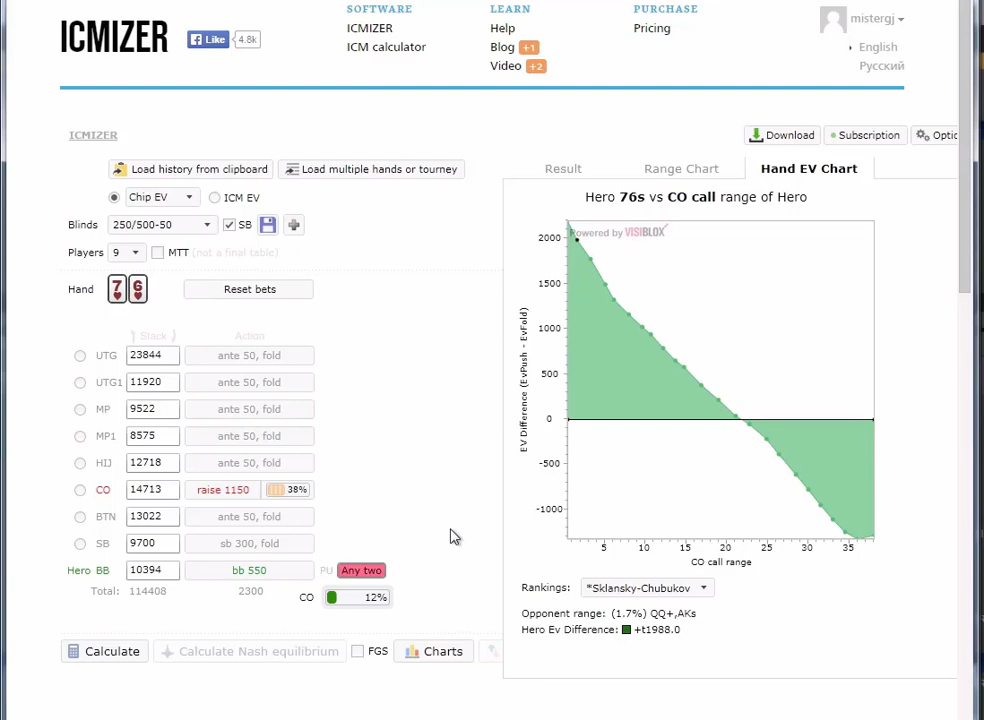 ICMIZER
Like 4.8k
SOFTWARE
ICMIZER
ICM calculator
LEARN
Help
Blog +1
Video +2
PURCHASE
Pricing
mistergj
English
Русский
ICMIZER
Download Subscription Optio
Load history from clipboard Load multiple hands or tourney
Chip EV ICM EV
Blinds 250/500-50 SB
Players 9 MTT (not a final table)
Hand 7 6 Reset bets
Stack Action
UTG 23844 ante 50, fold
UTG1 11920 ante 50, fold
MP 9522 ante 50, fold
MP1 8575 ante 50, fold
HIJ 12718 ante 50, fold
CO 14713 raise 1150 38%
BTN 13022 ante 50, fold
SB 9700 sb 300, fold
Hero BB 10394 bb 550 PU Any two
Total: 114408 2300 CO 12%
Calculate Calculate Nash equilibrium FGS Charts
Result Range Chart Hand EV Chart
Hero 76s vs CO call range of Hero
Powered by VISIBLOX
EV Difference (EvPush - EvFold)
2000
1500
1000
500
0
-500
-1000
5 10 15 20 25 30 35
CO call range
Rankings: *Sklansky-Chubukov
Opponent range: (1.7%) QQ+,AKs
Hero Ev Difference: +t1988.0